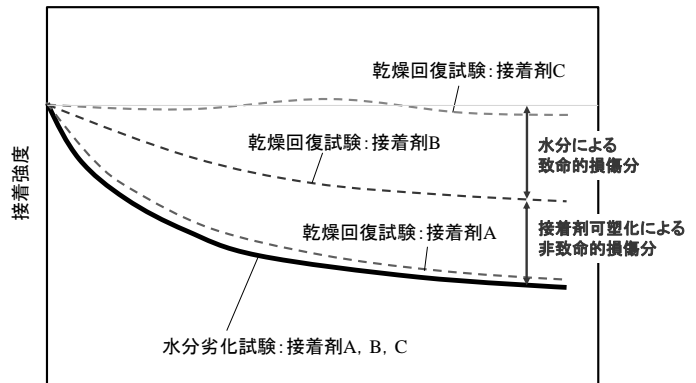 乾燥回復試験：接着剤C
乾燥回復試験：接着剤B
水分による
致命的損傷分
接着強度
乾燥回復試験：接着剤A
接着剤可塑化による
非致命的損傷分
水分劣化試験：接着剤A, B, C